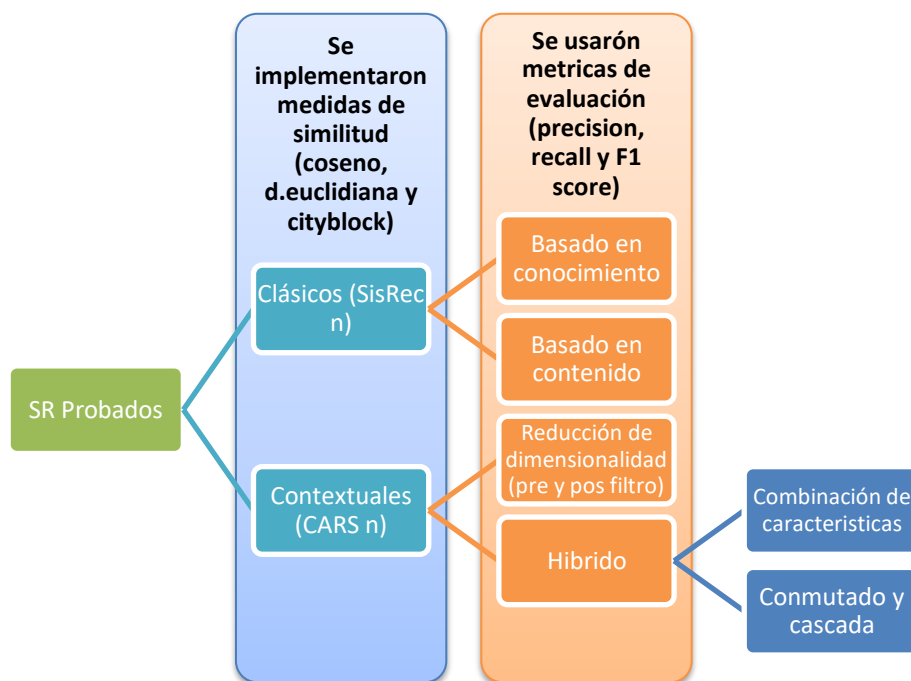 Se
implementaron
medidas de
similitud
(coseno,
d.euclidiana y
cityblock)
Se usarón
metricas de
evaluación
(precision,
recall y F1
score)
SR Probados
Clásicos (SisRec
n)
Contextuales
(CARS n)
Basado en
conocimiento
Basado en
contenido
Reducción de
dimensionalidad
(pre y pos filtro)
Hibrido
Combinación de
caracteristicas
Conmutado y
cascada